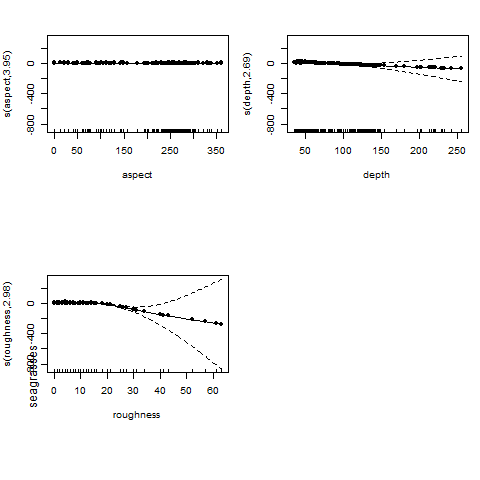 s(aspect,3.95)
0
-400
-800
0 50 150 250 350
aspect
s(depth,2.69)
0
-400
-800
50 100 150 200 250
depth
s(roughness,2.98)
0
-400
seagrasses
0 10 20 30 40 50 60
roughness